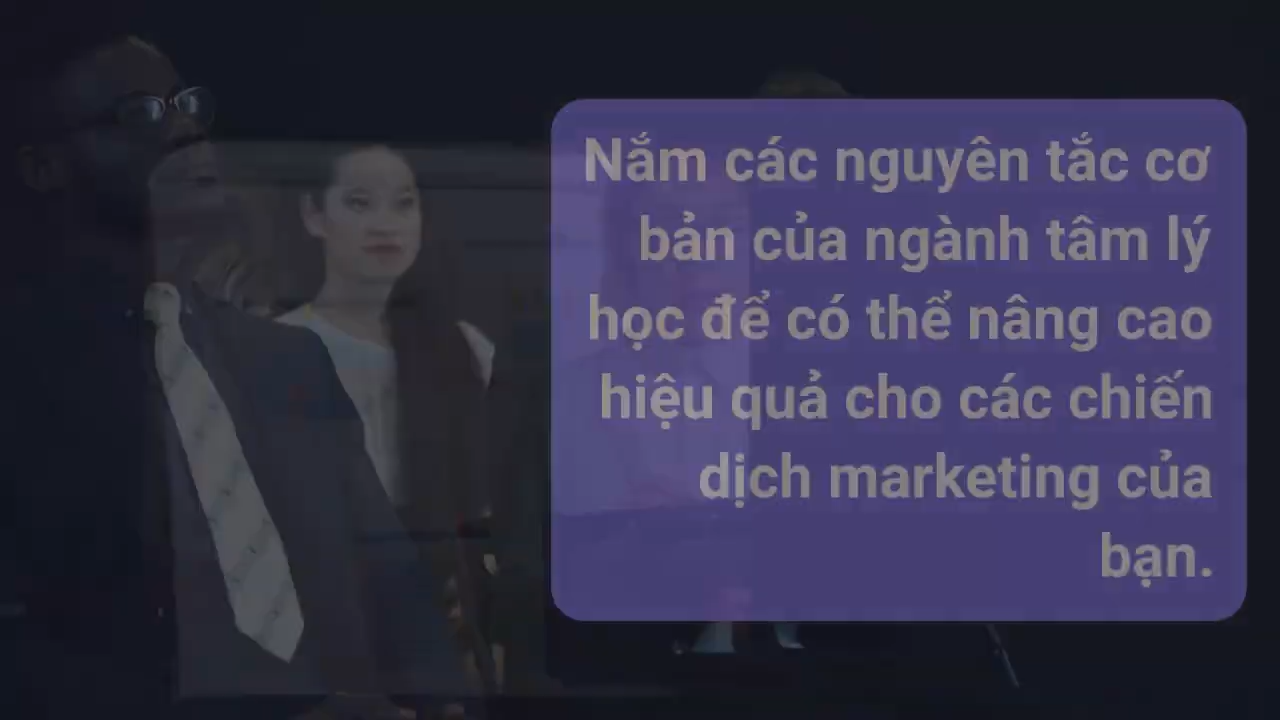 Nắm các nguyên tắc cơ
bản của ngành tâm lý
học để có thể nâng cao
hiệu quả cho các chiến
dịch marketing của
bạn.